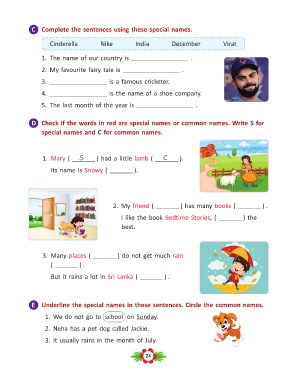 C Complete the sentences using these special names.
Cinderella Nike India December Virat
1. The name of our country is ________________ .
2. My favourite fairy tale is ________________ .
3. ________________ is a famous cricketer.
4. ________________ is the name of a shoe company.
5. The last month of the year is ________________ .
D Check if the words in red are special names or common names. Write S for
special names and C for common names.
1. Mary ( __S__ ) had a little lamb ( __C__ ).
Its name is Snowy ( ______ ).
2. My friend ( ______ ) has many books ( ______ ) .
I like the book Bedtime Stories, ( ______ ) the
best.
3. Many places ( ______ ) do not get much rain
( ______ ) .
But it rains a lot in Sri Lanka ( ______ ) .
E Underline the special names in these sentences. Circle the common names.
1. We do not go to school on Sunday.
2. Neha has a pet dog called Jackie.
3. It usually rains in the month of July.
24